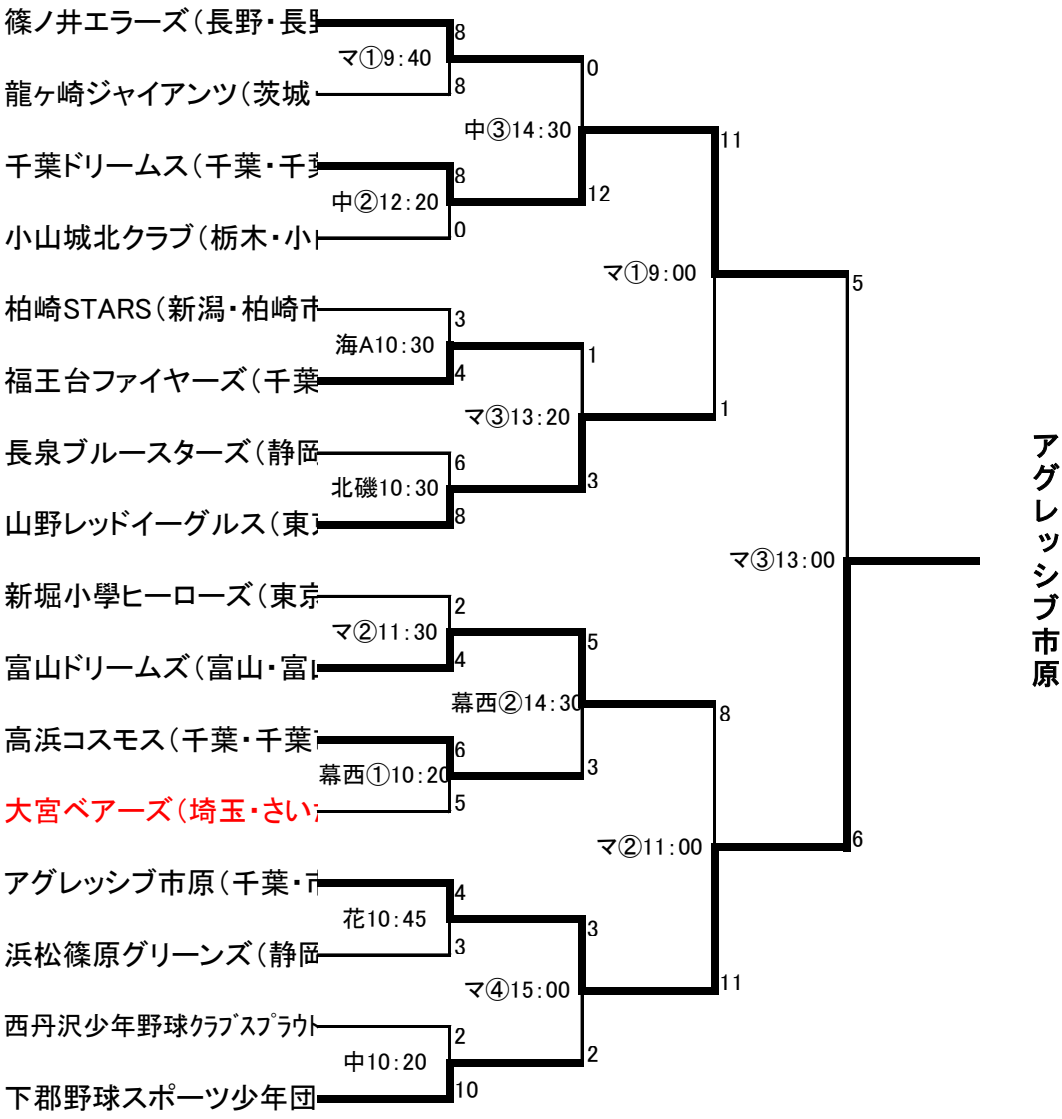 篠ノ井エラーズ（長野・長
8
マ①9:40
0
龍ヶ崎ジャイアンツ（茨城
8
中③14:30
11
千葉ドリームス（千葉・千
8
中②12:20
12
小山城北クラブ（栃木・小
0
マ①9:00
5
柏崎STARS（新潟・柏崎市
3
海A10:30
1
福王台ファイヤーズ（千葉
4
マ③13:20
1
長泉ブルースターズ（静岡
6
北磯10:30
3
山野レッドイーグルス（東
8
マ③13:00
アグレッシブ市原
新堀小學ヒーローズ（東京
2
マ②11:30
5
富山ドリームズ（富山・富
4
幕西②14:30
8
高浜コスモス（千葉・千葉
6
幕西①10:20
3
大宮ベアーズ（埼玉・さい
5
マ②11:00
6
アグレッシブ市原（千葉・
4
花10:45
3
浜松篠原グリーンズ（静岡
3
マ④15:00
11
西丹沢少年野球クラブスプラウト
2
中10:20
2
下郡野球スポーツ少年団
10